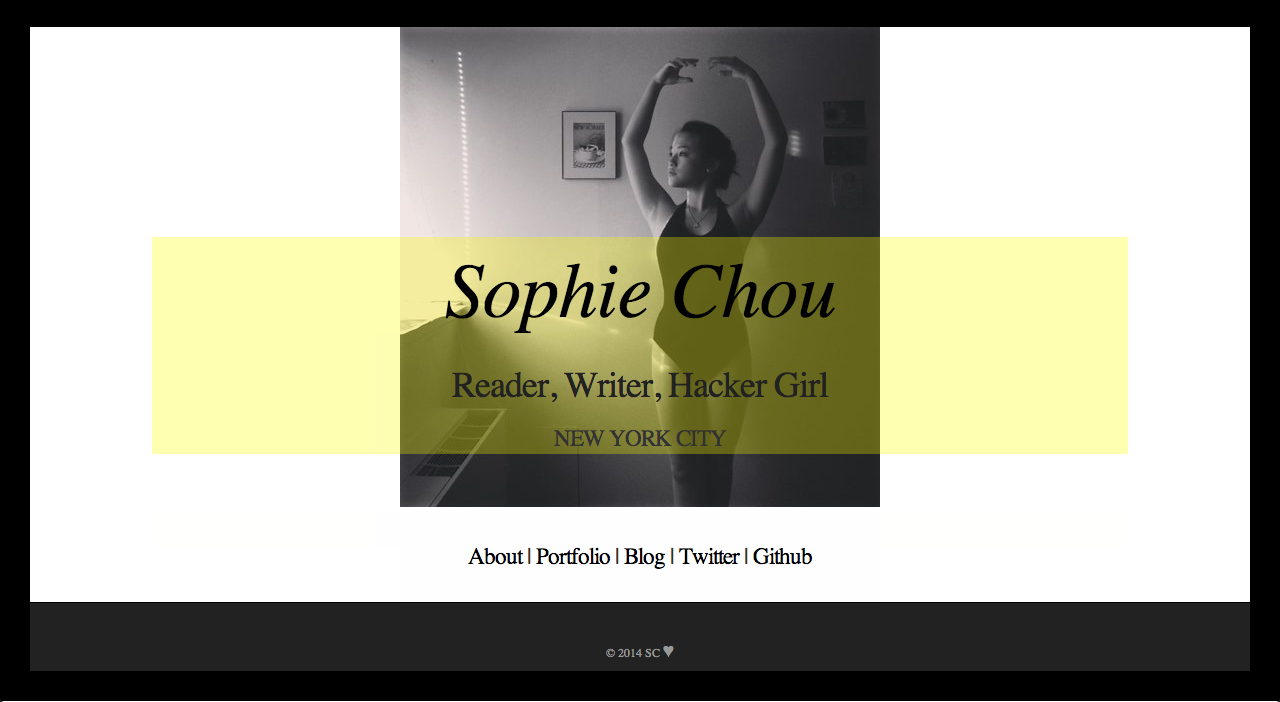 Sophie Chou
Reader, Writer, Hacker Girl
NEW YORK CITY
About | Portfolio | Blog | Twitter | Github
© 2014 SC ♥